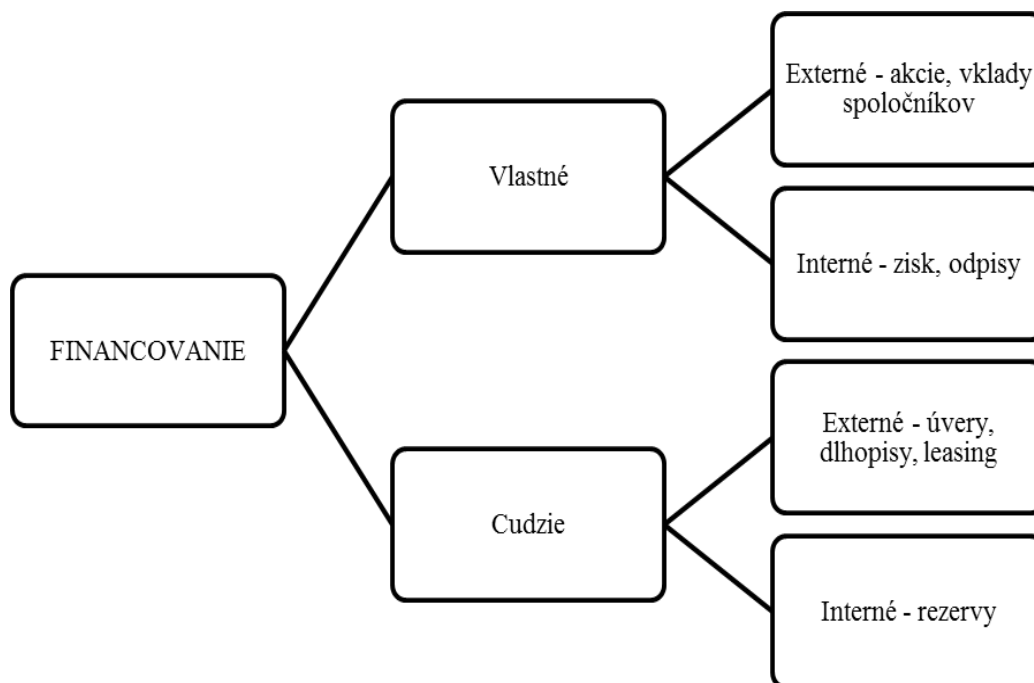 FINANCOVANIE
Vlastné
Externé - akcie, vklady
spoločníkov
Interné - zisk, odpisy
Cudzie
Externé - úvery,
dlhopisy, leasing
Interné - rezervy